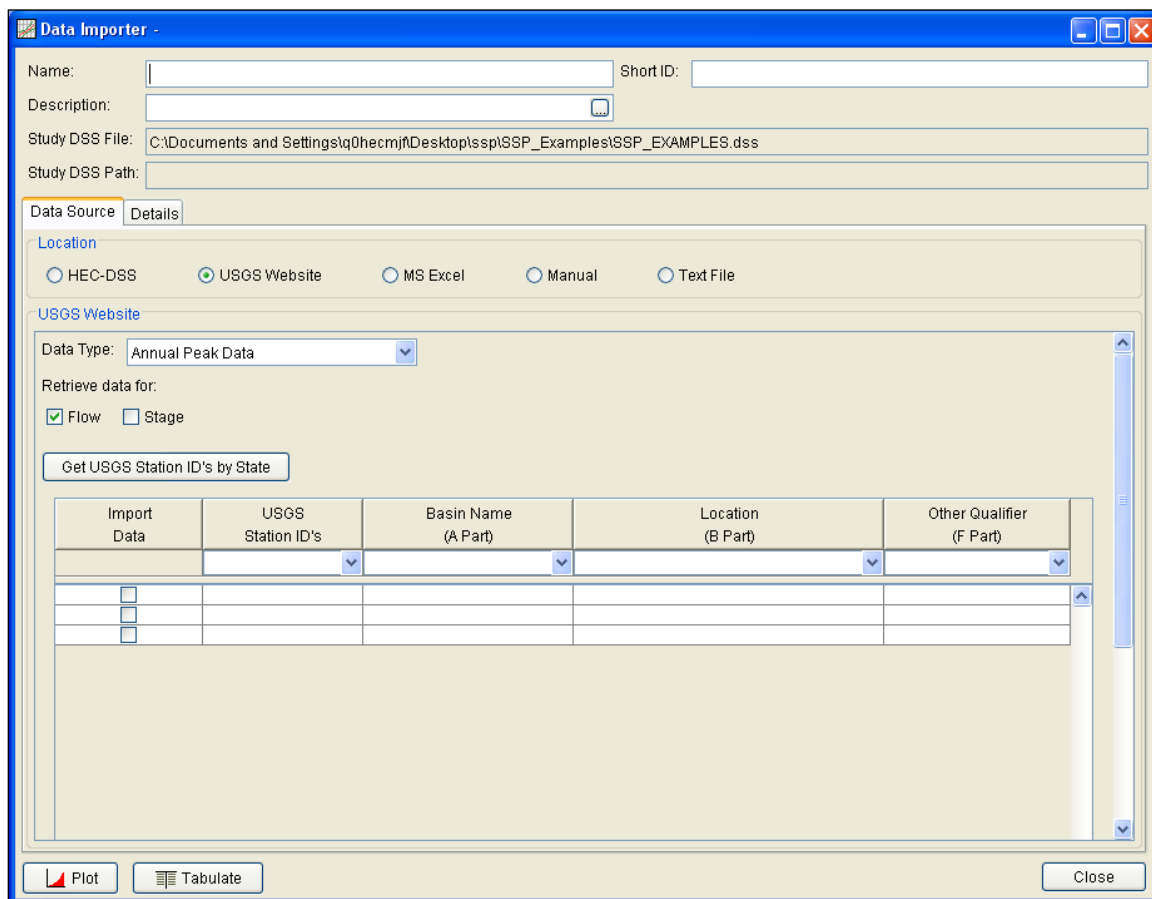 Data Importer -
Name: Short ID:
Description: ...
Study DSS File: C:\Documents and Settings\q0hecmjf\Desktop\ssp\SSP_Examples\SSP_EXAMPLES.dss
Study DSS Path:
Data Source Details
Location
HEC-DSS USGS Website MS Excel Manual Text File
USGS Website
Data Type: Annual Peak Data
Retrieve data for:
Flow Stage
Get USGS Station ID's by State
Import USGS Basin Name Location Other Qualifier
Data Station ID's (A Part) (B Part) (F Part)
Plot Tabulate Close